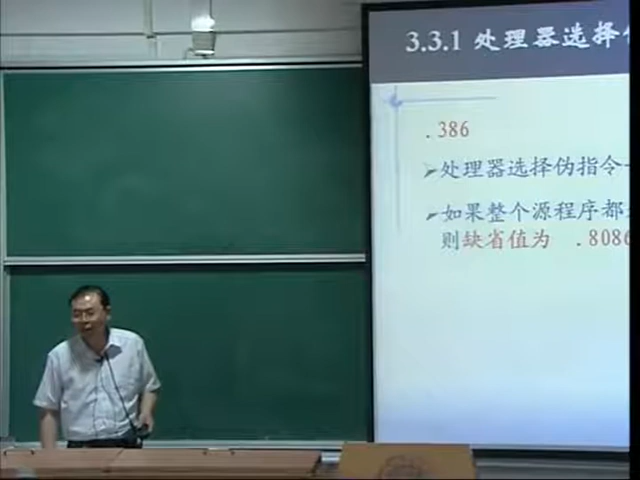 3.3.1 处理器选择
.386
处理器选择伪指令
如果整个源程序都
则缺省值为 .8086